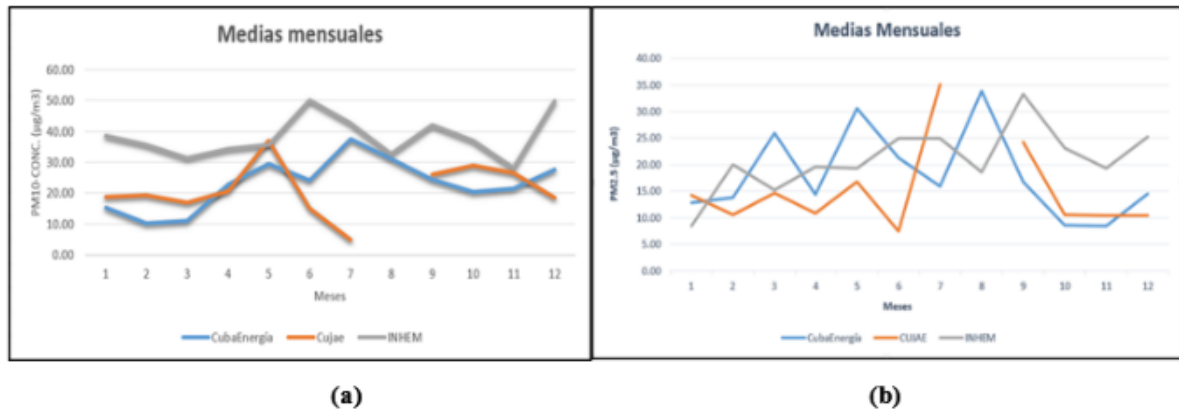 Medias mensuales
PM10-CONC. (µg/m3)
60.00
50.00
40.00
30.00
20.00
10.00
0.00
1 2 3 4 5 6 7 8 9 10 11 12
Meses
CubaEnergía Cujae INHEM
(a)
Medias Mensuales
PM2.5 (µg/m3)
40.00
35.00
30.00
25.00
20.00
15.00
10.00
5.00
0.00
1 2 3 4 5 6 7 8 9 10 11 12
Meses
CubaEnergía CUJAE INHEM
(b)